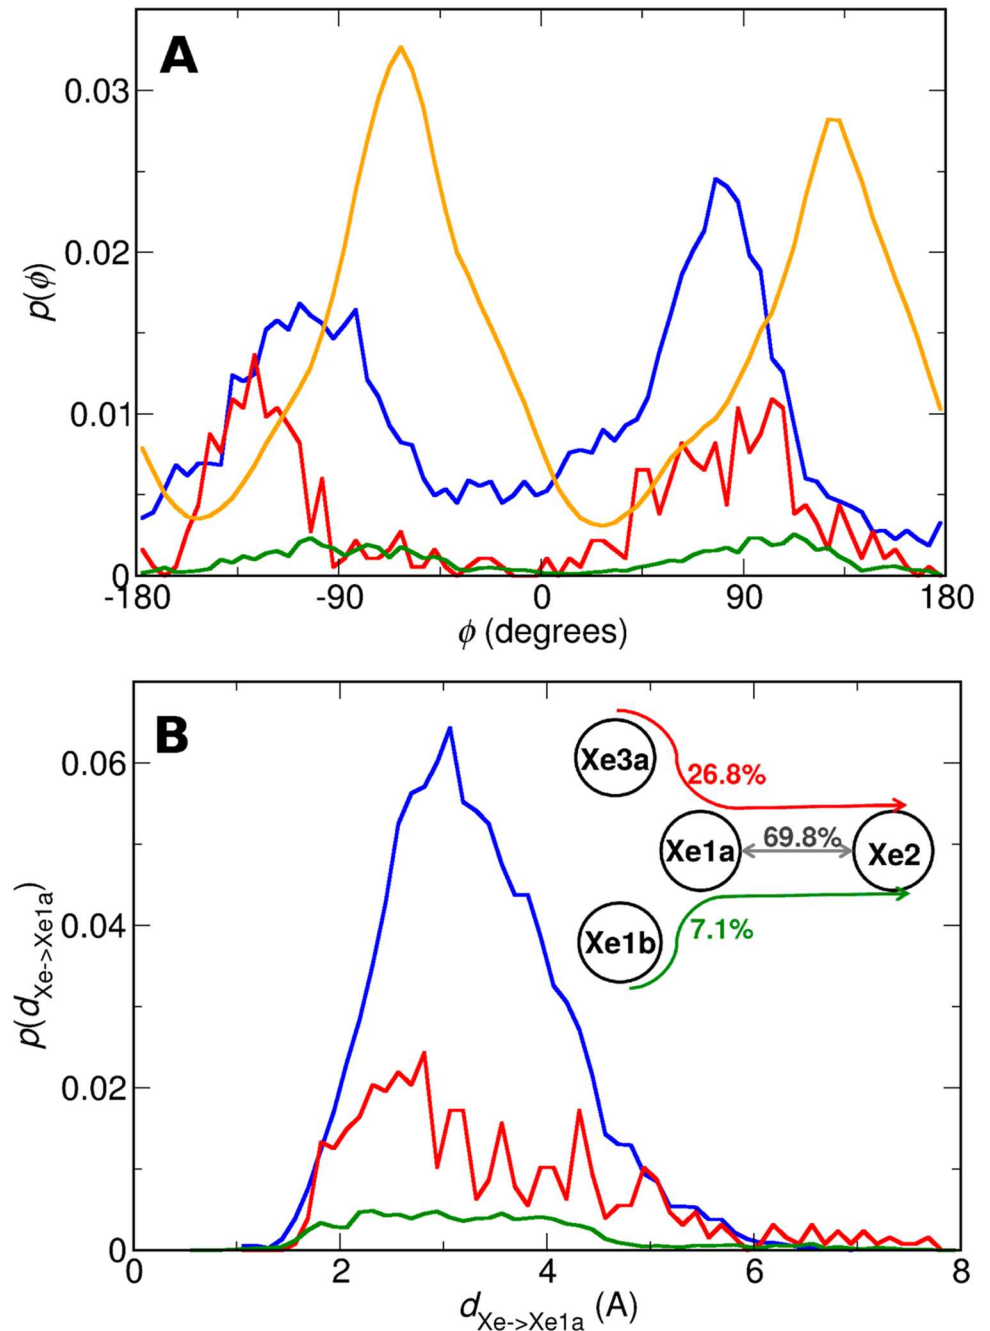 A
0.03
0.02
p(ϕ)
0.01
0
-180
-90
0
90
180
ϕ (degrees)
B
0.06
Xe3a
26.8%
Xe1a
69.8%
Xe2
0.04
Xe1b
7.1%
p(dXe->Xe1a)
0.02
0
0
2
4
6
8
dXe->Xe1a (A)